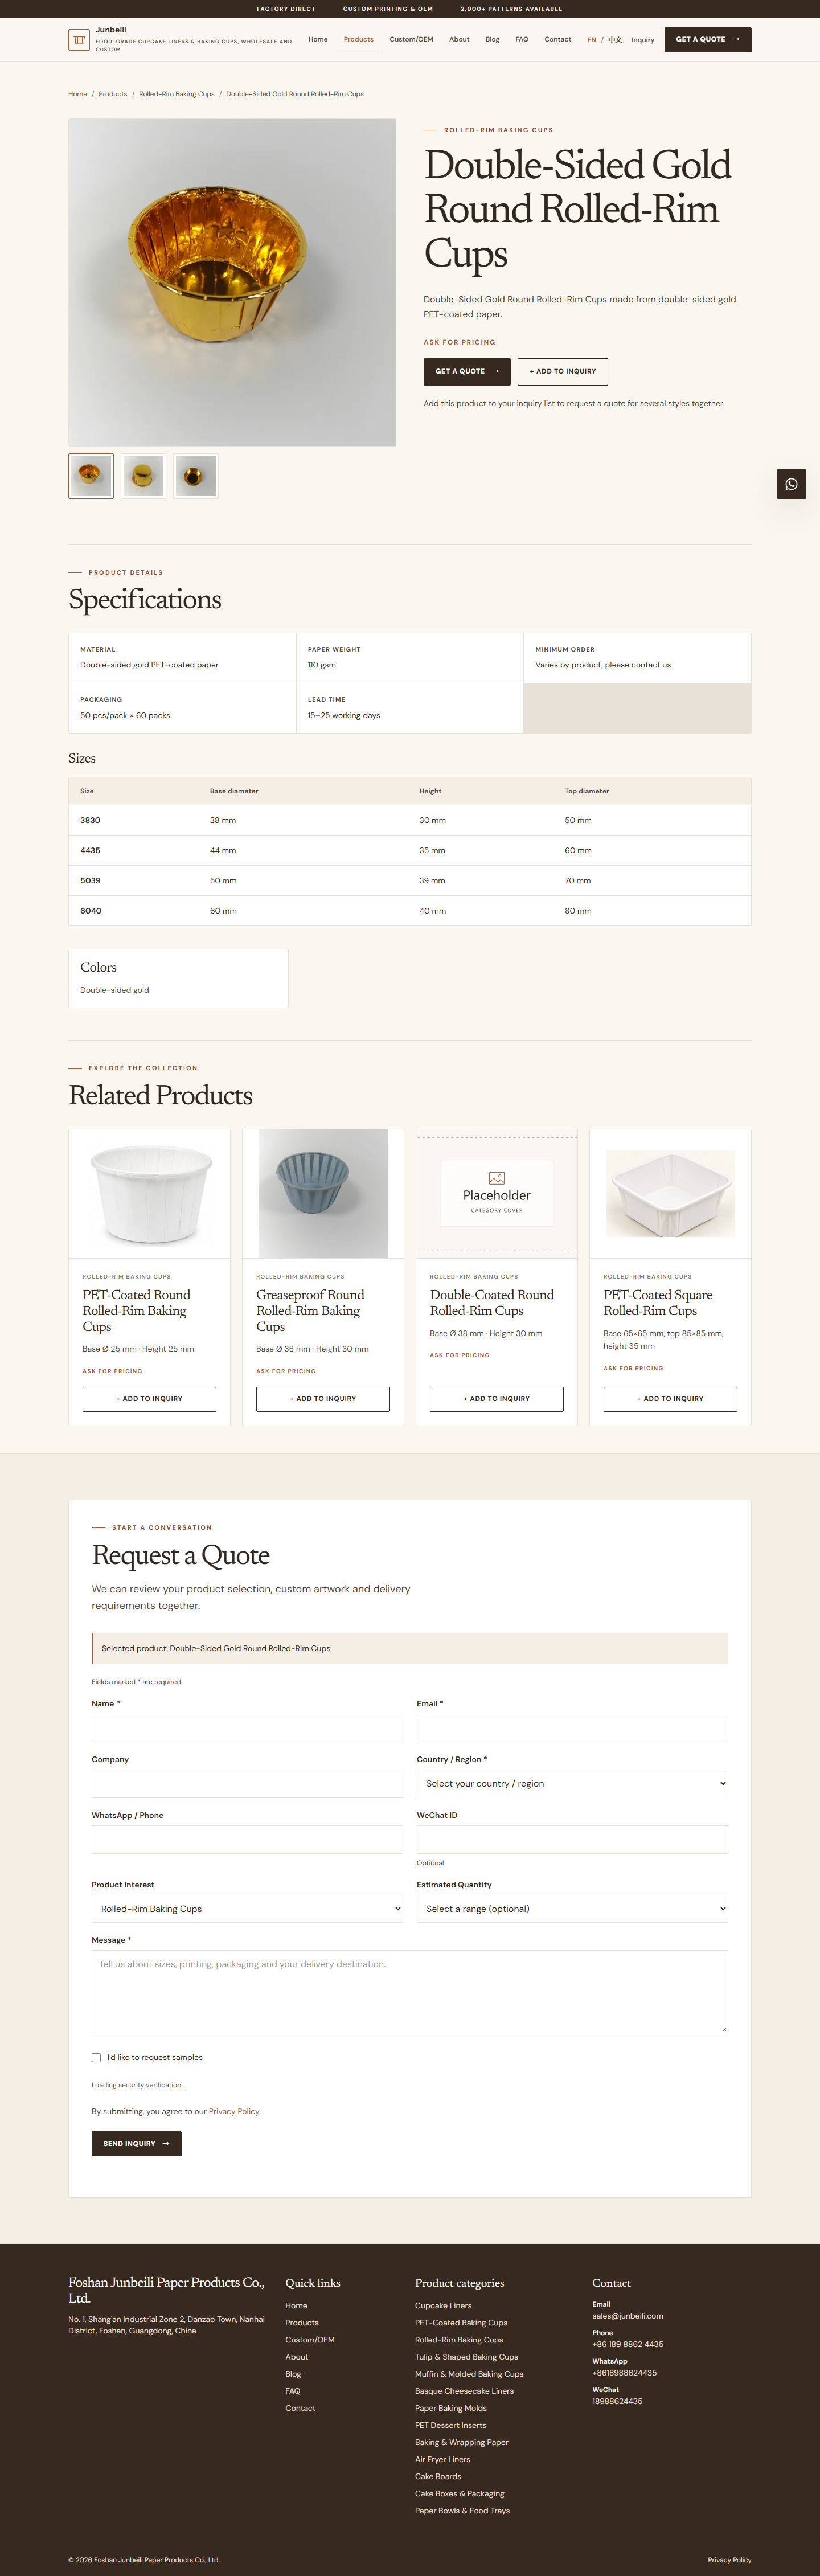 FACTORY DIRECT
CUSTOM PRINTING & OEM
2,000+ PATTERNS AVAILABLE
Junbeili
FOOD-GRADE CUPCAKE LINERS & BAKING CUPS, WHOLESALE AND
CUSTOM
Home
Products
Custom/OEM
About
Blog
FAQ
Contact
EN / 中文
Inquiry
GET A QUOTE →
Home / Products / Rolled-Rim Baking Cups / Double-Sided Gold Round Rolled-Rim Cups
ROLLED-RIM BAKING CUPS
Double-Sided Gold
Round Rolled-Rim
Cups
Double-Sided Gold Round Rolled-Rim Cups made from double-sided gold
PET-coated paper.
ASK FOR PRICING
GET A QUOTE →
+ ADD TO INQUIRY
Add this product to your inquiry list to request a quote for several styles together.
PRODUCT DETAILS
Specifications
MATERIAL
Double-sided gold PET-coated paper
PAPER WEIGHT
110 gsm
MINIMUM ORDER
Varies by product, please contact us
PACKAGING
50 pcs/pack × 60 packs
LEAD TIME
15–25 working days
Sizes
Size Base diameter Height Top diameter
3830 38 mm 30 mm 50 mm
4435 44 mm 35 mm 60 mm
5039 50 mm 39 mm 70 mm
6040 60 mm 40 mm 80 mm
Colors
Double-sided gold
EXPLORE THE COLLECTION
Related Products
ROLLED-RIM BAKING CUPS
PET-Coated Round
Rolled-Rim Baking
Cups
Base Ø 25 mm · Height 25 mm
ASK FOR PRICING
+ ADD TO INQUIRY
ROLLED-RIM BAKING CUPS
Greaseproof Round
Rolled-Rim Baking
Cups
Base Ø 38 mm · Height 30 mm
ASK FOR PRICING
+ ADD TO INQUIRY
Placeholder
CATEGORY COVER
ROLLED-RIM BAKING CUPS
Double-Coated Round
Rolled-Rim Cups
Base Ø 38 mm · Height 30 mm
ASK FOR PRICING
+ ADD TO INQUIRY
ROLLED-RIM BAKING CUPS
PET-Coated Square
Rolled-Rim Cups
Base 65×65 mm, top 85×85 mm,
height 35 mm
ASK FOR PRICING
+ ADD TO INQUIRY
START A CONVERSATION
Request a Quote
We can review your product selection, custom artwork and delivery
requirements together.
Selected product: Double-Sided Gold Round Rolled-Rim Cups
Fields marked * are required.
Name *
Email *
Company
Country / Region *
Select your country / region
WhatsApp / Phone
WeChat ID
Optional
Product Interest
Rolled-Rim Baking Cups
Estimated Quantity
Select a range (optional)
Message *
Tell us about sizes, printing, packaging and your delivery destination.
I'd like to request samples
Loading security verification…
By submitting, you agree to our Privacy Policy.
SEND INQUIRY →
Foshan Junbeili Paper Products Co.,
Ltd.
No. 1, Shang'an Industrial Zone 2, Danzao Town, Nanhai
District, Foshan, Guangdong, China
Quick links
Home
Products
Custom/OEM
About
Blog
FAQ
Contact
Product categories
Cupcake Liners
PET-Coated Baking Cups
Rolled-Rim Baking Cups
Tulip & Shaped Baking Cups
Muffin & Molded Baking Cups
Basque Cheesecake Liners
Paper Baking Molds
PET Dessert Inserts
Baking & Wrapping Paper
Air Fryer Liners
Cake Boards
Cake Boxes & Packaging
Paper Bowls & Food Trays
Contact
Email
sales@junbeili.com
Phone
+86 189 8862 4435
WhatsApp
+8618988624435
WeChat
18988624435
© 2026 Foshan Junbeili Paper Products Co., Ltd.
Privacy Policy